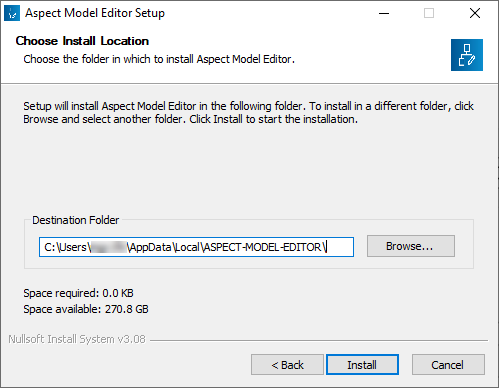 Aspect Model Editor Setup
Choose Install Location
Choose the folder in which to install Aspect Model Editor.
Setup will install Aspect Model Editor in the following folder. To install in a different folder, click
Browse and select another folder. Click Install to start the installation.
Destination Folder
C:\Users\ \AppData\Local\ASPECT-MODEL-EDITOR\
Browse...
Space required: 0.0 KB
Space available: 270.8 GB
Nullsoft Install System v3.08
< Back
Install
Cancel